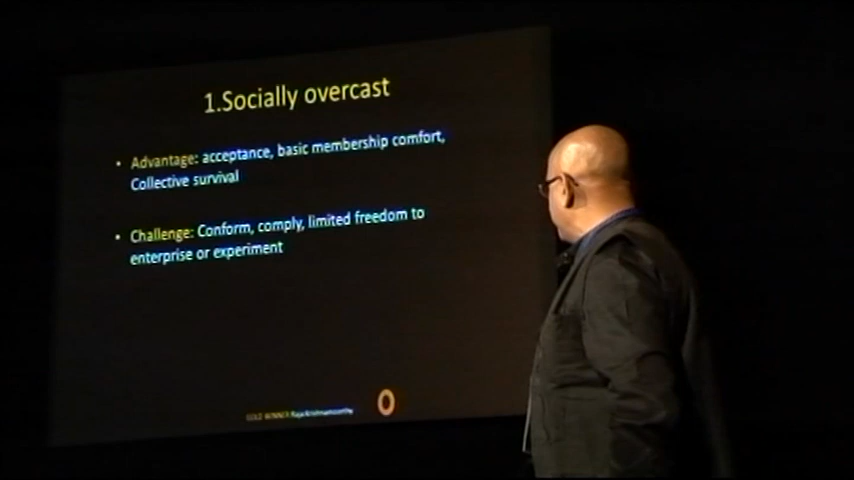 1.Socially overcast
• Advantage: acceptance, basic membership comfort,
Collective survival
• Challenge: Conform, comply, limited freedom to
enterprise or experiment